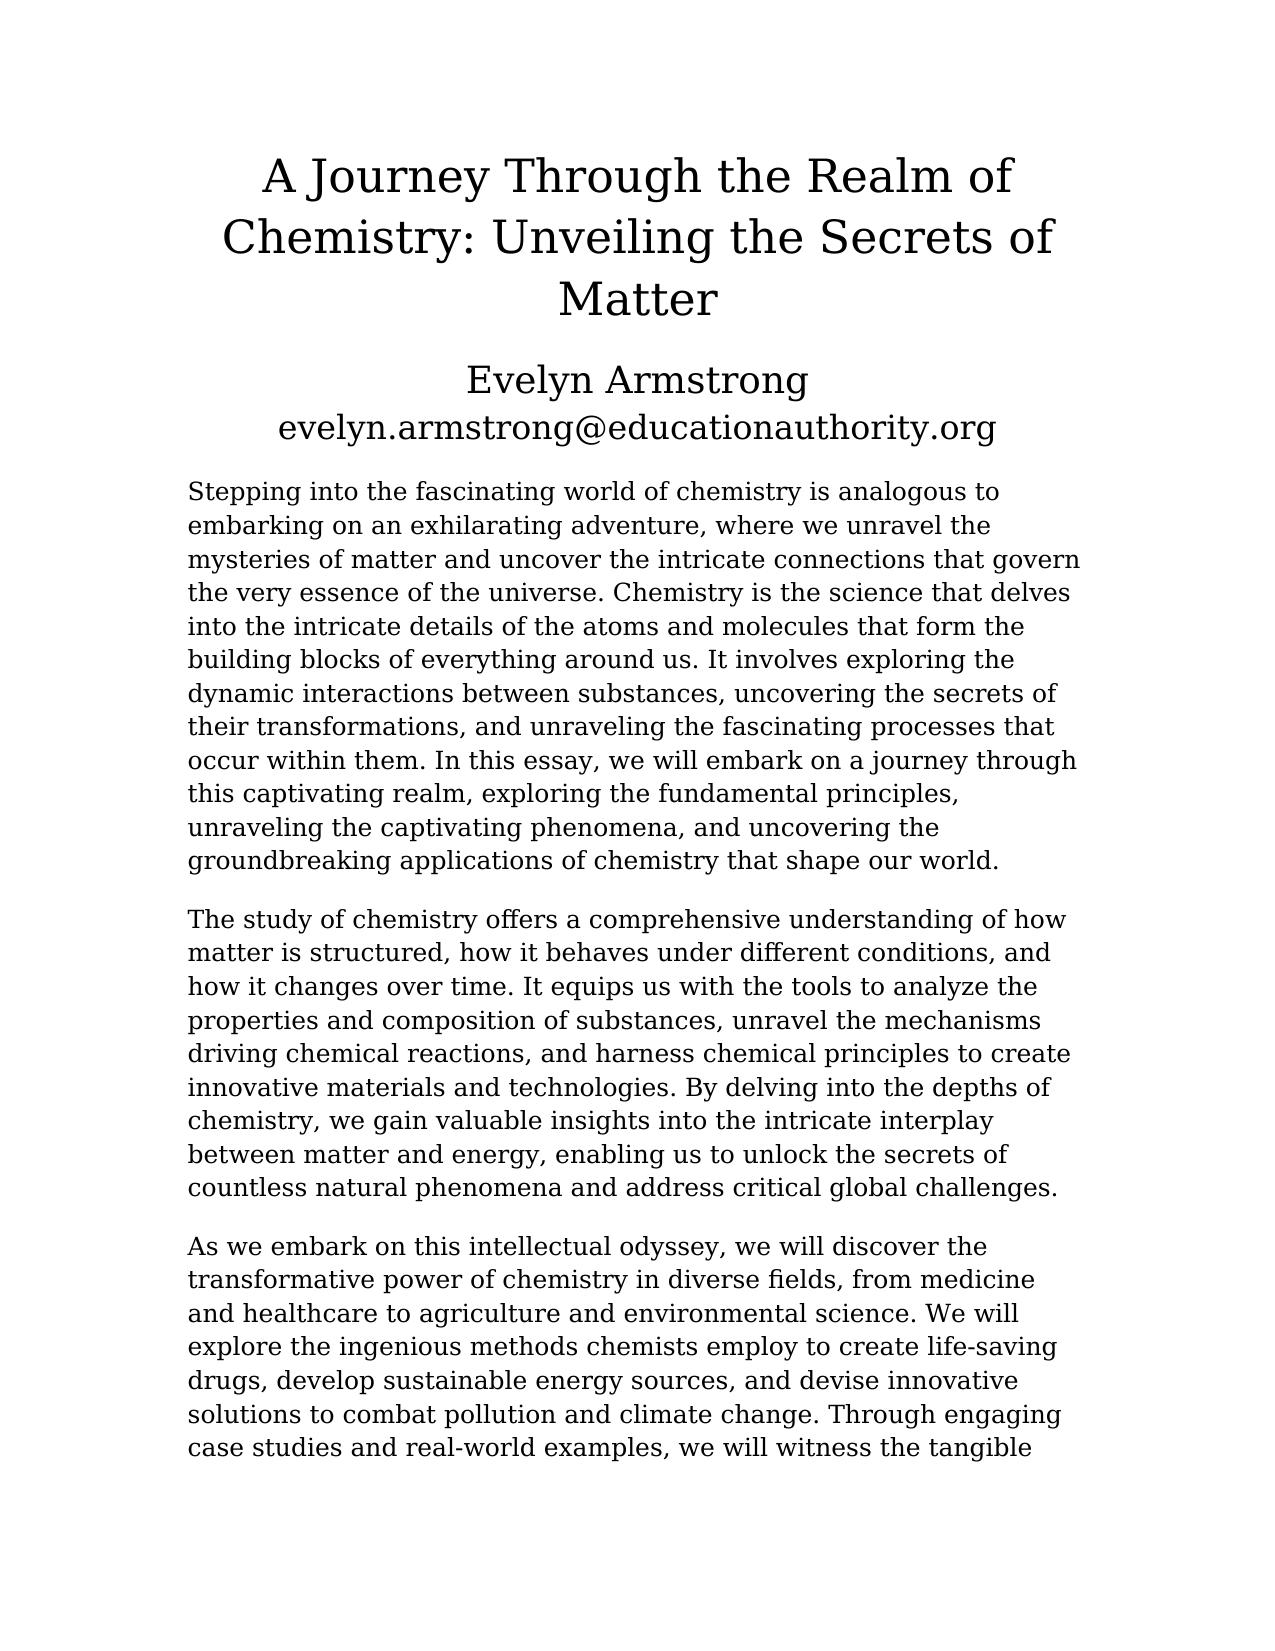 A Journey Through the Realm of
Chemistry: Unveiling the Secrets of
Matter
Evelyn Armstrong
evelyn.armstrong@educationauthority.org
Stepping into the fascinating world of chemistry is analogous to
embarking on an exhilarating adventure, where we unravel the
mysteries of matter and uncover the intricate connections that govern
the very essence of the universe. Chemistry is the science that delves
into the intricate details of the atoms and molecules that form the
building blocks of everything around us. It involves exploring the
dynamic interactions between substances, uncovering the secrets of
their transformations, and unraveling the fascinating processes that
occur within them. In this essay, we will embark on a journey through
this captivating realm, exploring the fundamental principles,
unraveling the captivating phenomena, and uncovering the
groundbreaking applications of chemistry that shape our world.
The study of chemistry offers a comprehensive understanding of how
matter is structured, how it behaves under different conditions, and
how it changes over time. It equips us with the tools to analyze the
properties and composition of substances, unravel the mechanisms
driving chemical reactions, and harness chemical principles to create
innovative materials and technologies. By delving into the depths of
chemistry, we gain valuable insights into the intricate interplay
between matter and energy, enabling us to unlock the secrets of
countless natural phenomena and address critical global challenges.
As we embark on this intellectual odyssey, we will discover the
transformative power of chemistry in diverse fields, from medicine
and healthcare to agriculture and environmental science. We will
explore the ingenious methods chemists employ to create life-saving
drugs, develop sustainable energy sources, and devise innovative
solutions to combat pollution and climate change. Through engaging
case studies and real-world examples, we will witness the tangible